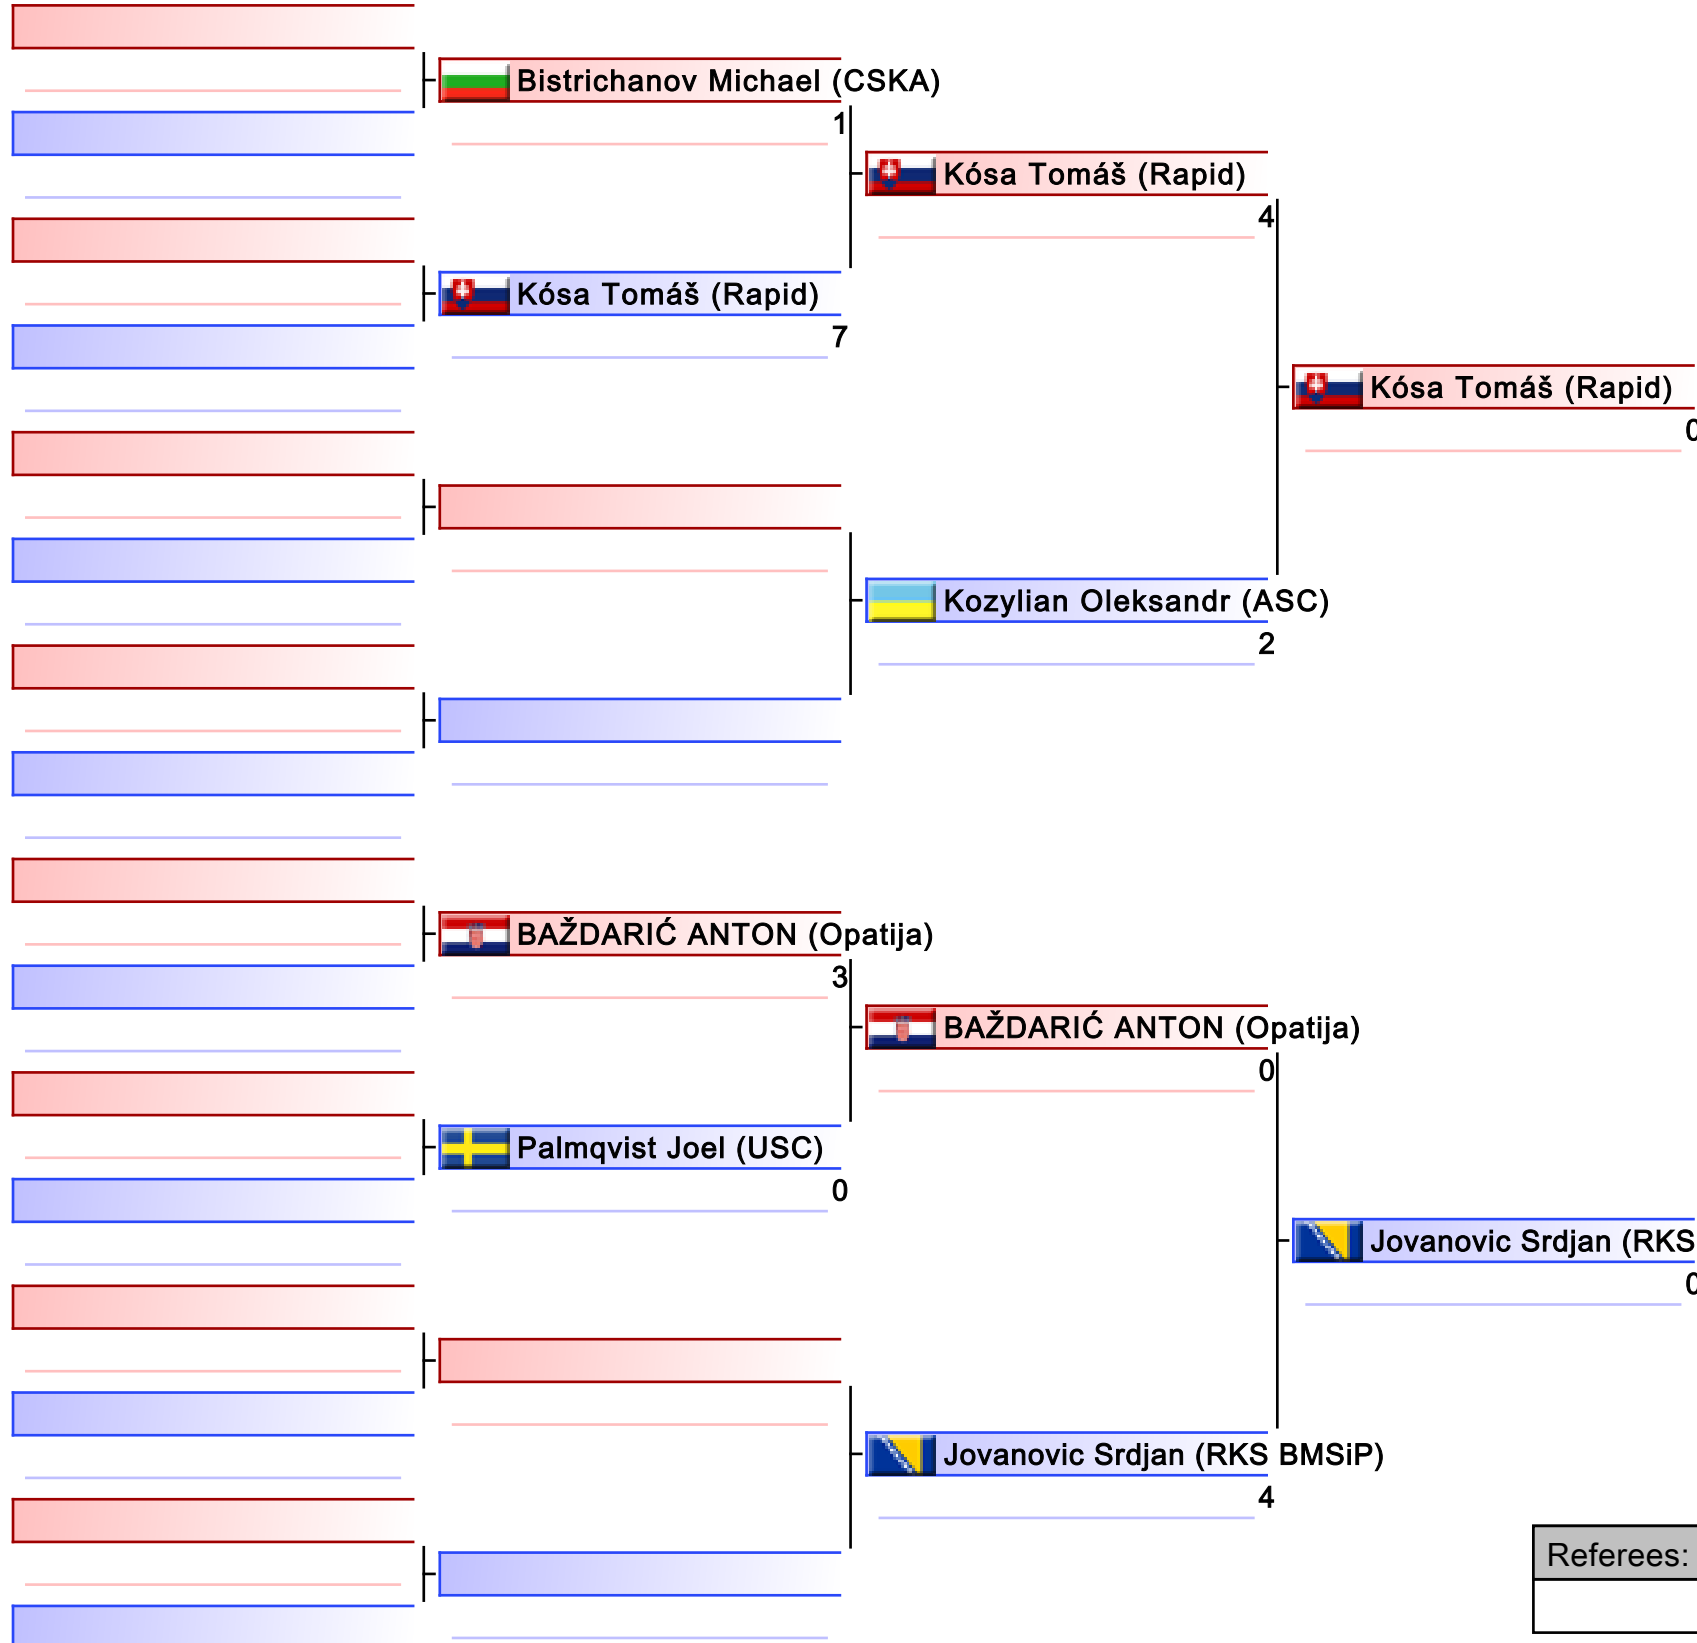 Bistrichanov Michael (CSKA)
1
Kósa Tomáš (Rapid)
4
Kósa Tomáš (Rapid)
7
Kósa Tomáš (Rapid)
0
Kozylian Oleksandr (ASC)
2
BAŽDARIĆ ANTON (Opatija)
3
BAŽDARIĆ ANTON (Opatija)
0
Palmqvist Joel (USC)
0
Jovanovic Srdjan (RKS
0
Jovanovic Srdjan (RKS BMSiP)
4
Referees: